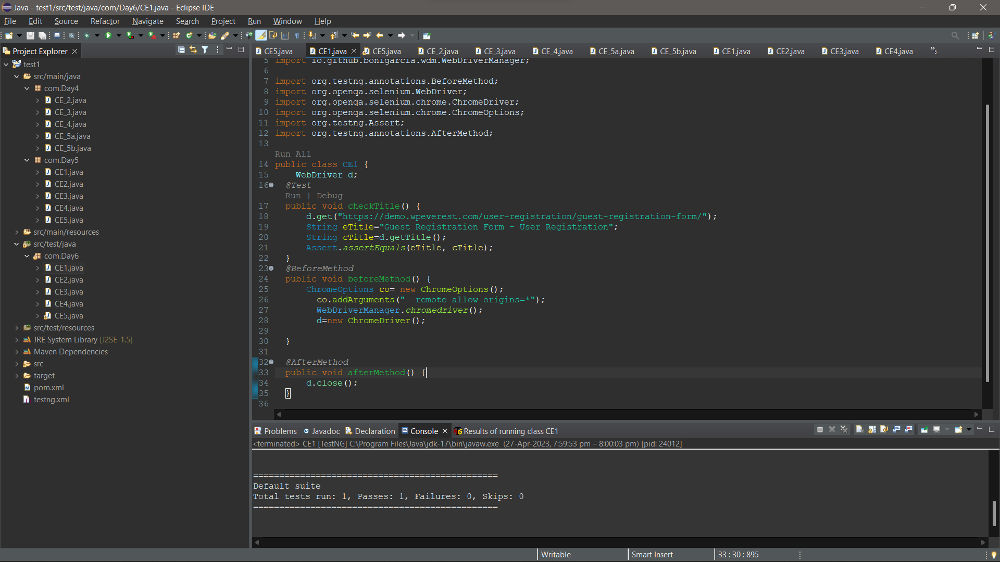 Java - test1/src/test/java/com/Day6/CE1.java - Eclipse IDE
File Edit Source Refactor Navigate Search Project Run Window Help
Project Explorer
test1
src/main/java
com.Day4
CE_2.java
CE_3.java
CE_4.java
CE_5a.java
CE_5b.java
com.Day5
CE1.java
CE2.java
CE3.java
CE4.java
CE5.java
src/main/resources
src/test/java
com.Day6
CE1.java
CE2.java
CE3.java
CE4.java
CE5.java
src/test/resources
JRE System Library [J2SE-1.5]
Maven Dependencies
src
target
pom.xml
testng.xml
CE5.java CE1.java CE5.java CE_2.java CE_3.java CE_4.java CE_5a.java CE_5b.java CE1.java CE2.java CE3.java CE4.java »5
5 import io.github.bonigarcia.wdm.WebDriverManager;
6
7 import org.testng.annotations.BeforeMethod;
8 import org.openqa.selenium.WebDriver;
9 import org.openqa.selenium.chrome.ChromeDriver;
10 import org.openqa.selenium.chrome.ChromeOptions;
11 import org.testng.Assert;
12 import org.testng.annotations.AfterMethod;
13
Run All
14 public class CE1 {
15 WebDriver d;
16 @Test
Run | Debug
17 public void checkTitle() {
18 d.get("https://demo.wpeverest.com/user-registration/guest-registration-form/");
19 String eTitle="Guest Registration Form – User Registration";
20 String cTitle=d.getTitle();
21 Assert.assertEquals(eTitle, cTitle);
22 }
23 @BeforeMethod
24 public void beforeMethod() {
25 ChromeOptions co= new ChromeOptions();
26 co.addArguments("--remote-allow-origins=*");
27 WebDriverManager.chromedriver();
28 d=new ChromeDriver();
29
30 }
31
32 @AfterMethod
33 public void afterMethod() {
34 d.close();
35 }
36
Problems Javadoc Declaration Console Results of running class CE1
<terminated> CE1 [TestNG] C:\Program Files\Java\jdk-17\bin\javaw.exe (27-Apr-2023, 7:59:53 pm – 8:00:03 pm) [pid: 24012]
===============================================
Default suite
Total tests run: 1, Passes: 1, Failures: 0, Skips: 0
===============================================
Writable Smart Insert 33 : 30 : 895